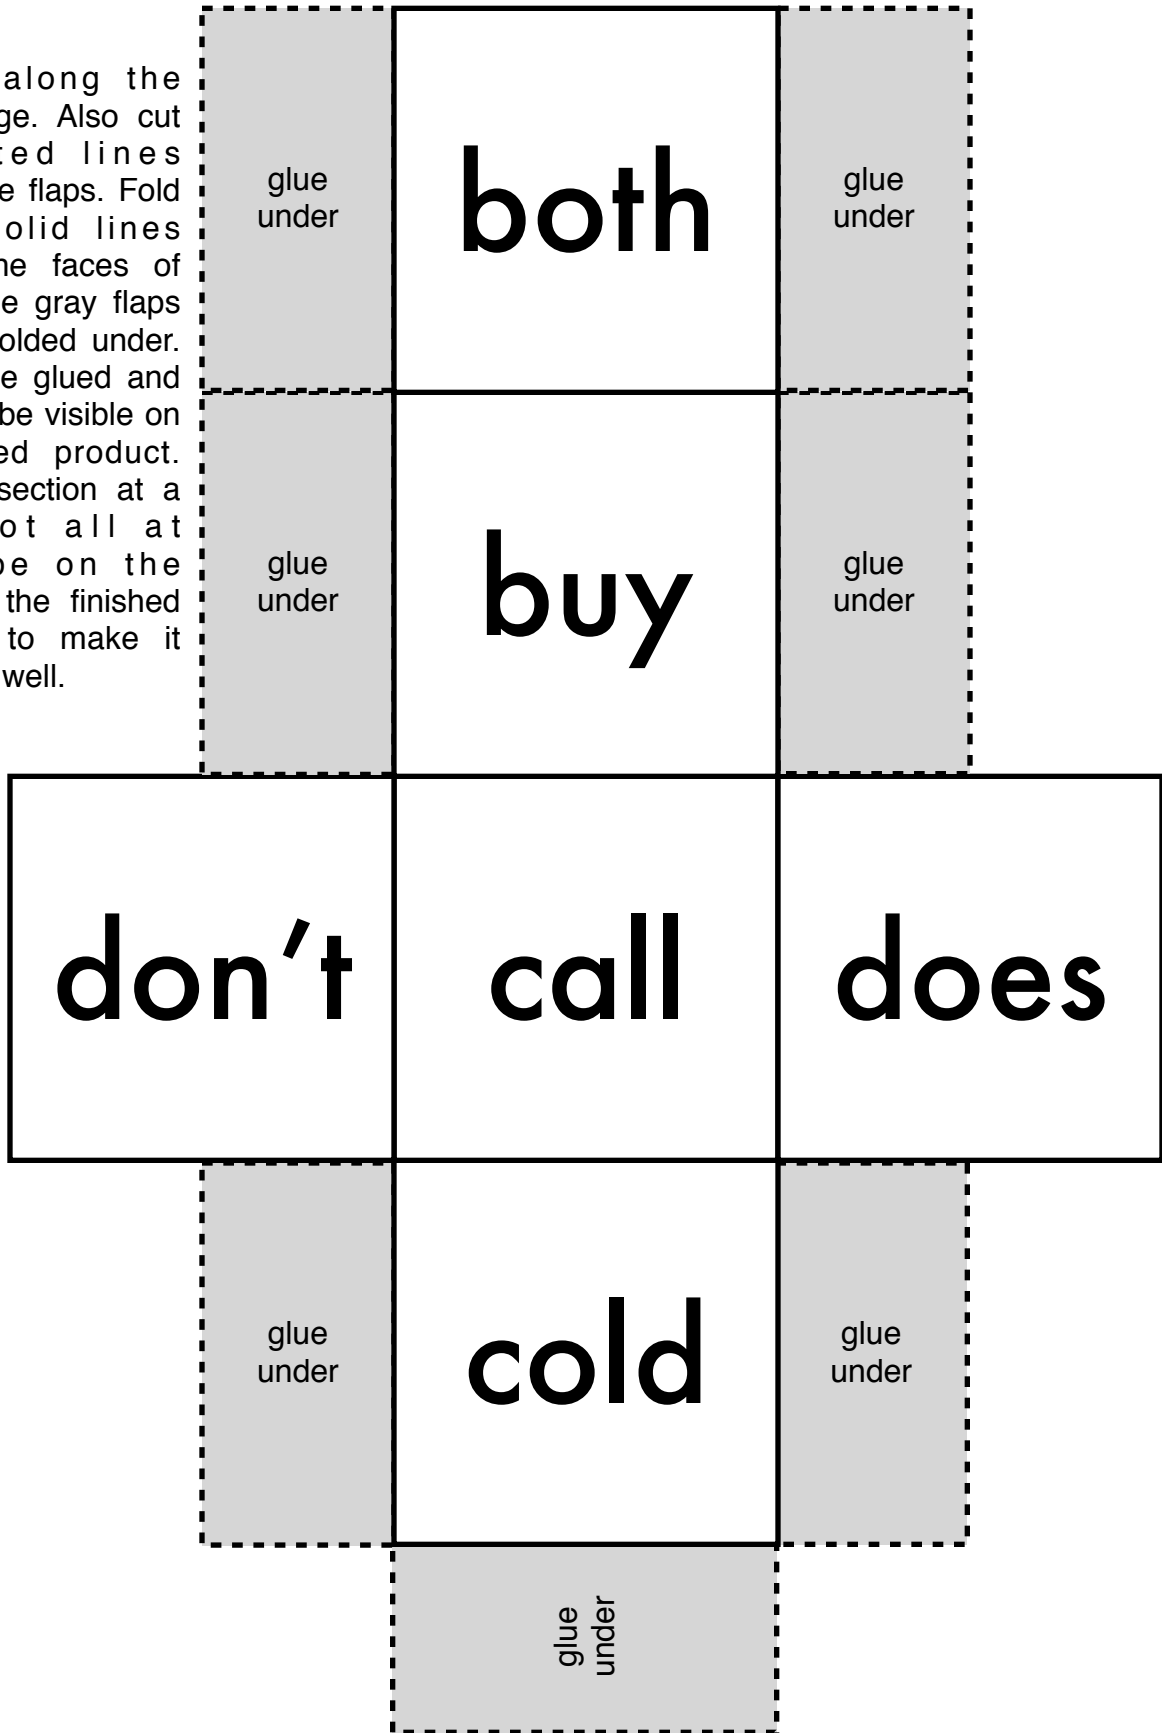 along the
ge. Also cut
ted lines
e flaps. Fold
olid lines
he faces of
e gray flaps
olded under.
e glued and
be visible on
ed product.
section at a
ot all at
pe on the
the finished
to make it
well.
glue
under
both
glue
under
glue
under
buy
glue
under
don't
call
does
glue
under
cold
glue
under
glue
under